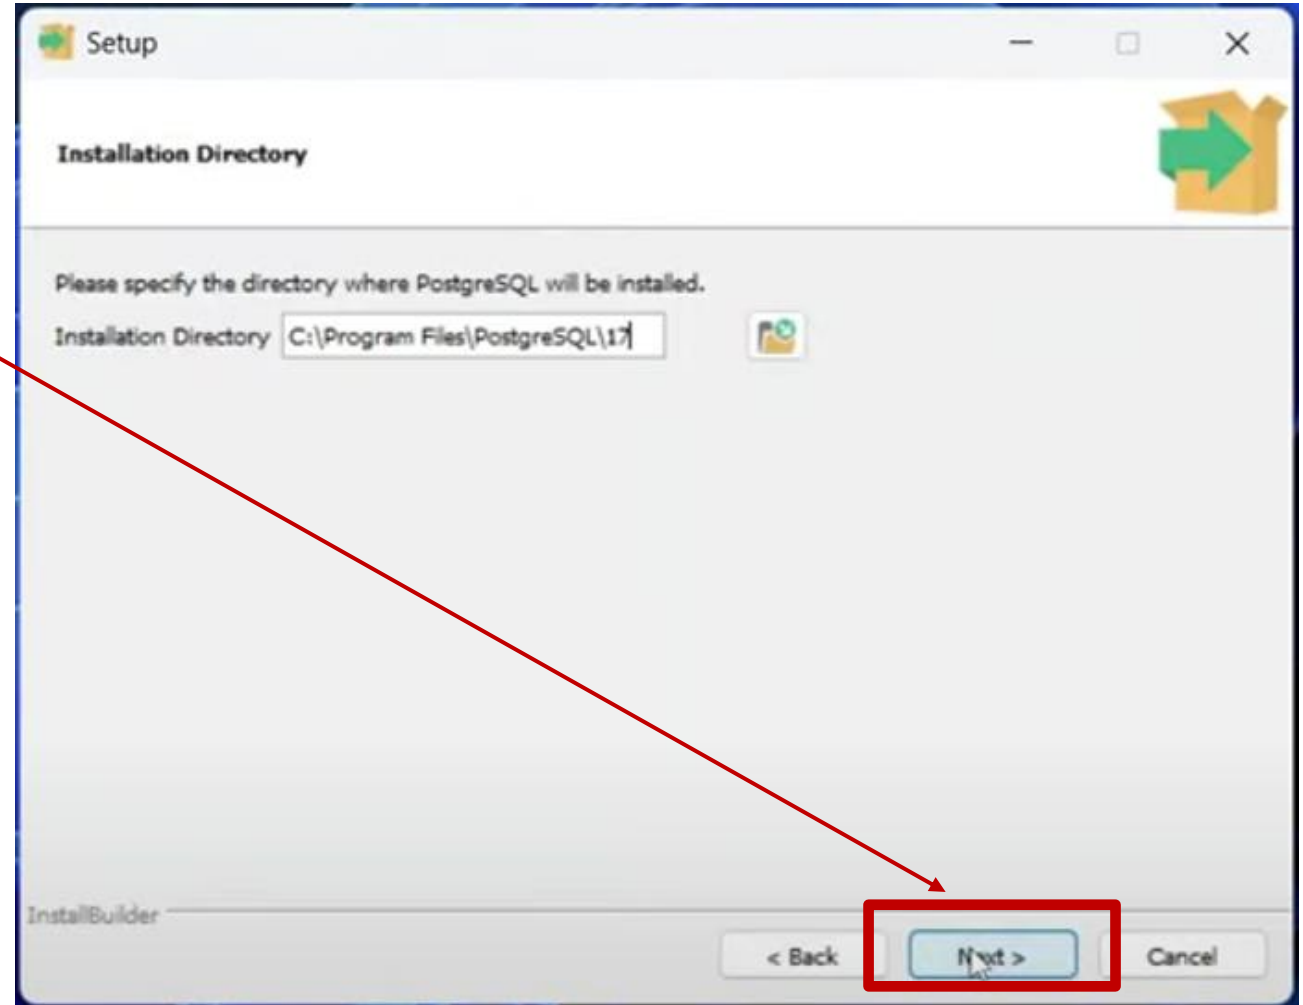 Setup
Installation Directory
Please specify the directory where PostgreSQL will be installed.
Installation Directory C:\Program Files\PostgreSQL\17
InstallBuilder
< Back Next > Cancel